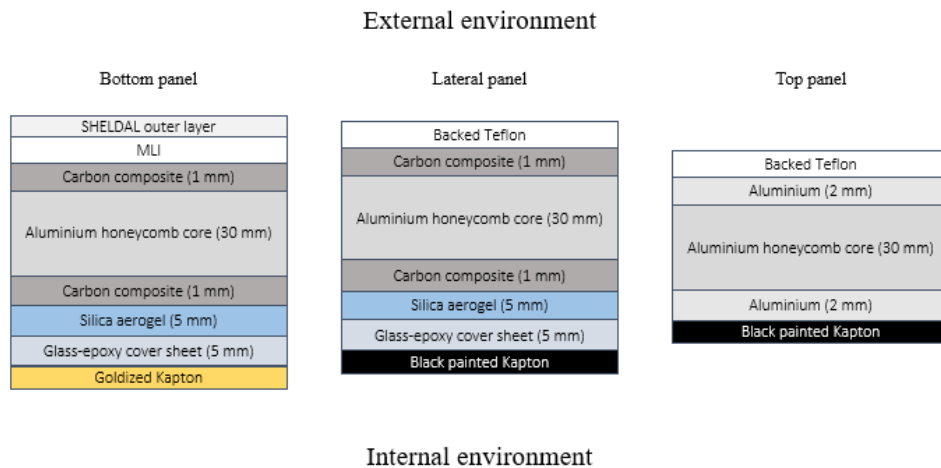 External environment
Bottom panel
SHELDAL outer layer
MLI
Carbon composite (1 mm)
Aluminium honeycomb core (30 mm)
Carbon composite (1 mm)
Silica aerogel (5 mm)
Glass-epoxy cover sheet (5 mm)
Goldized Kapton
Lateral panel
Backed Teflon
Carbon composite (1 mm)
Aluminium honeycomb core (30 mm)
Carbon composite (1 mm)
Silica aerogel (5 mm)
Glass-epoxy cover sheet (5 mm)
Black painted Kapton
Top panel
Backed Teflon
Aluminium (2 mm)
Aluminium honeycomb core (30 mm)
Aluminium (2 mm)
Black painted Kapton
Internal environment